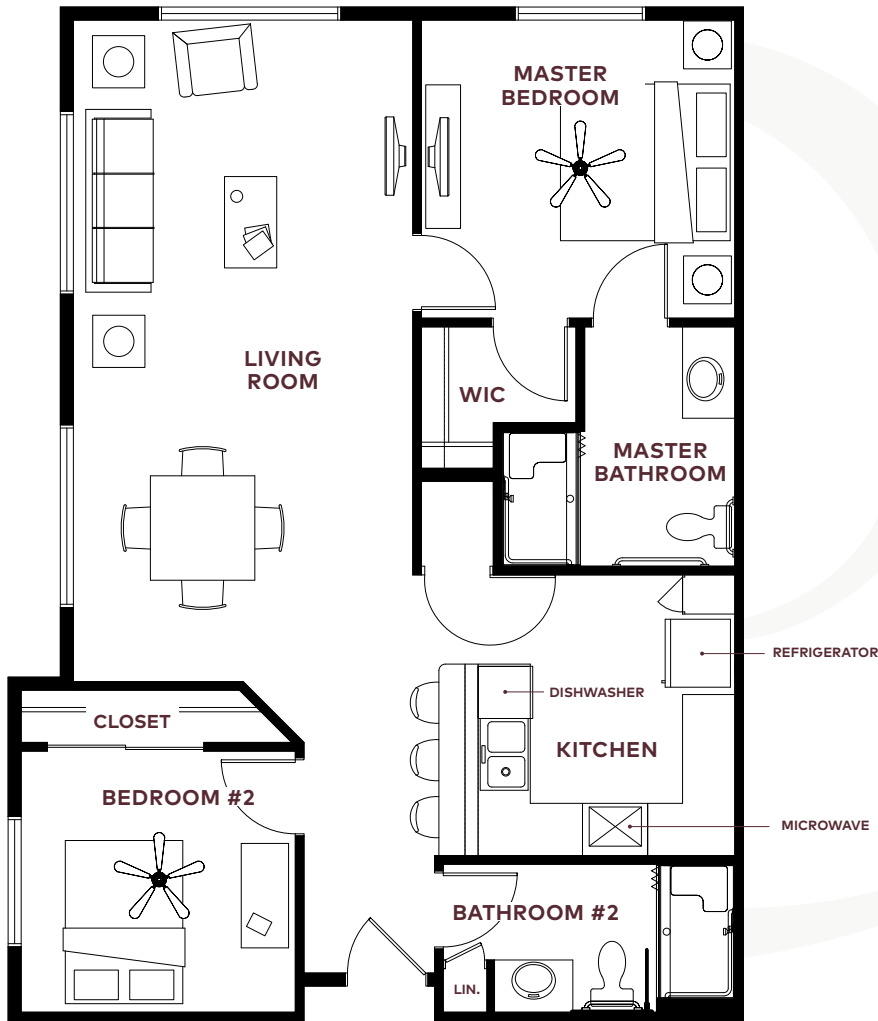 MASTER
BEDROOM
LIVING
ROOM
WIC
MASTER
BATHROOM
REFRIGERATOR
DISHWASHER
CLOSET
KITCHEN
BEDROOM #2
MICROWAVE
BATHROOM #2
LIN.